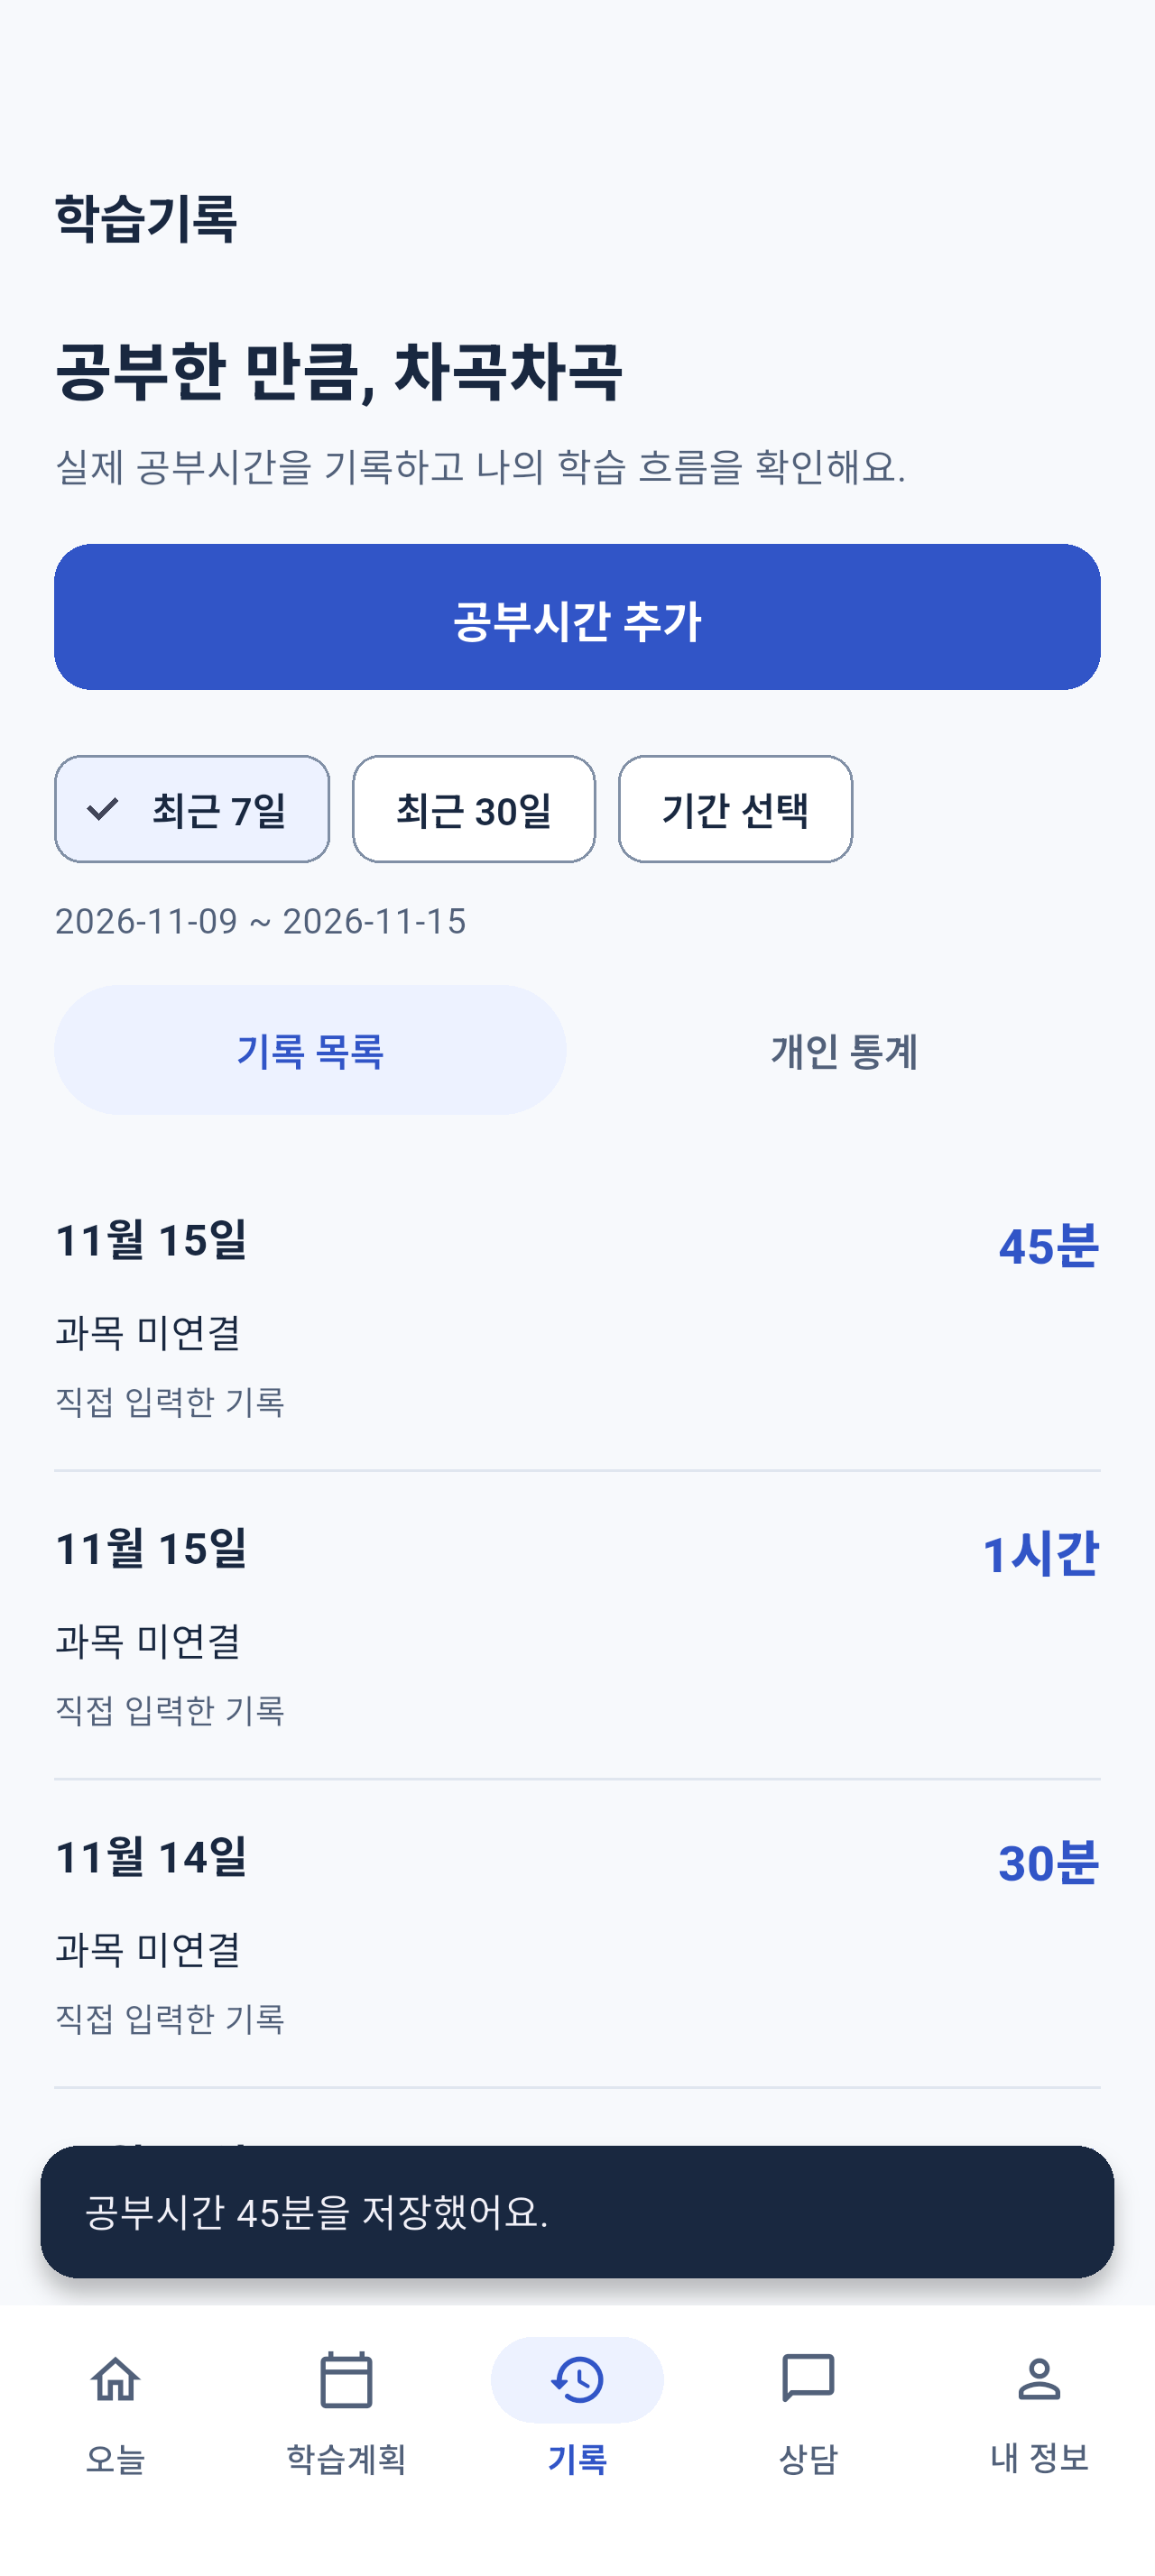 학습기록
공부한 만큼, 차곡차곡
실제 공부시간을 기록하고 나의 학습 흐름을 확인해요.
공부시간 추가
최근 7일
최근 30일
기간 선택
2026-11-09 ~ 2026-11-15
기록 목록
개인 통계
11월 15일
45분
과목 미연결
직접 입력한 기록
11월 15일
1시간
과목 미연결
직접 입력한 기록
11월 14일
30분
과목 미연결
직접 입력한 기록
공부시간 45분을 저장했어요.
오늘
학습계획
기록
상담
내 정보